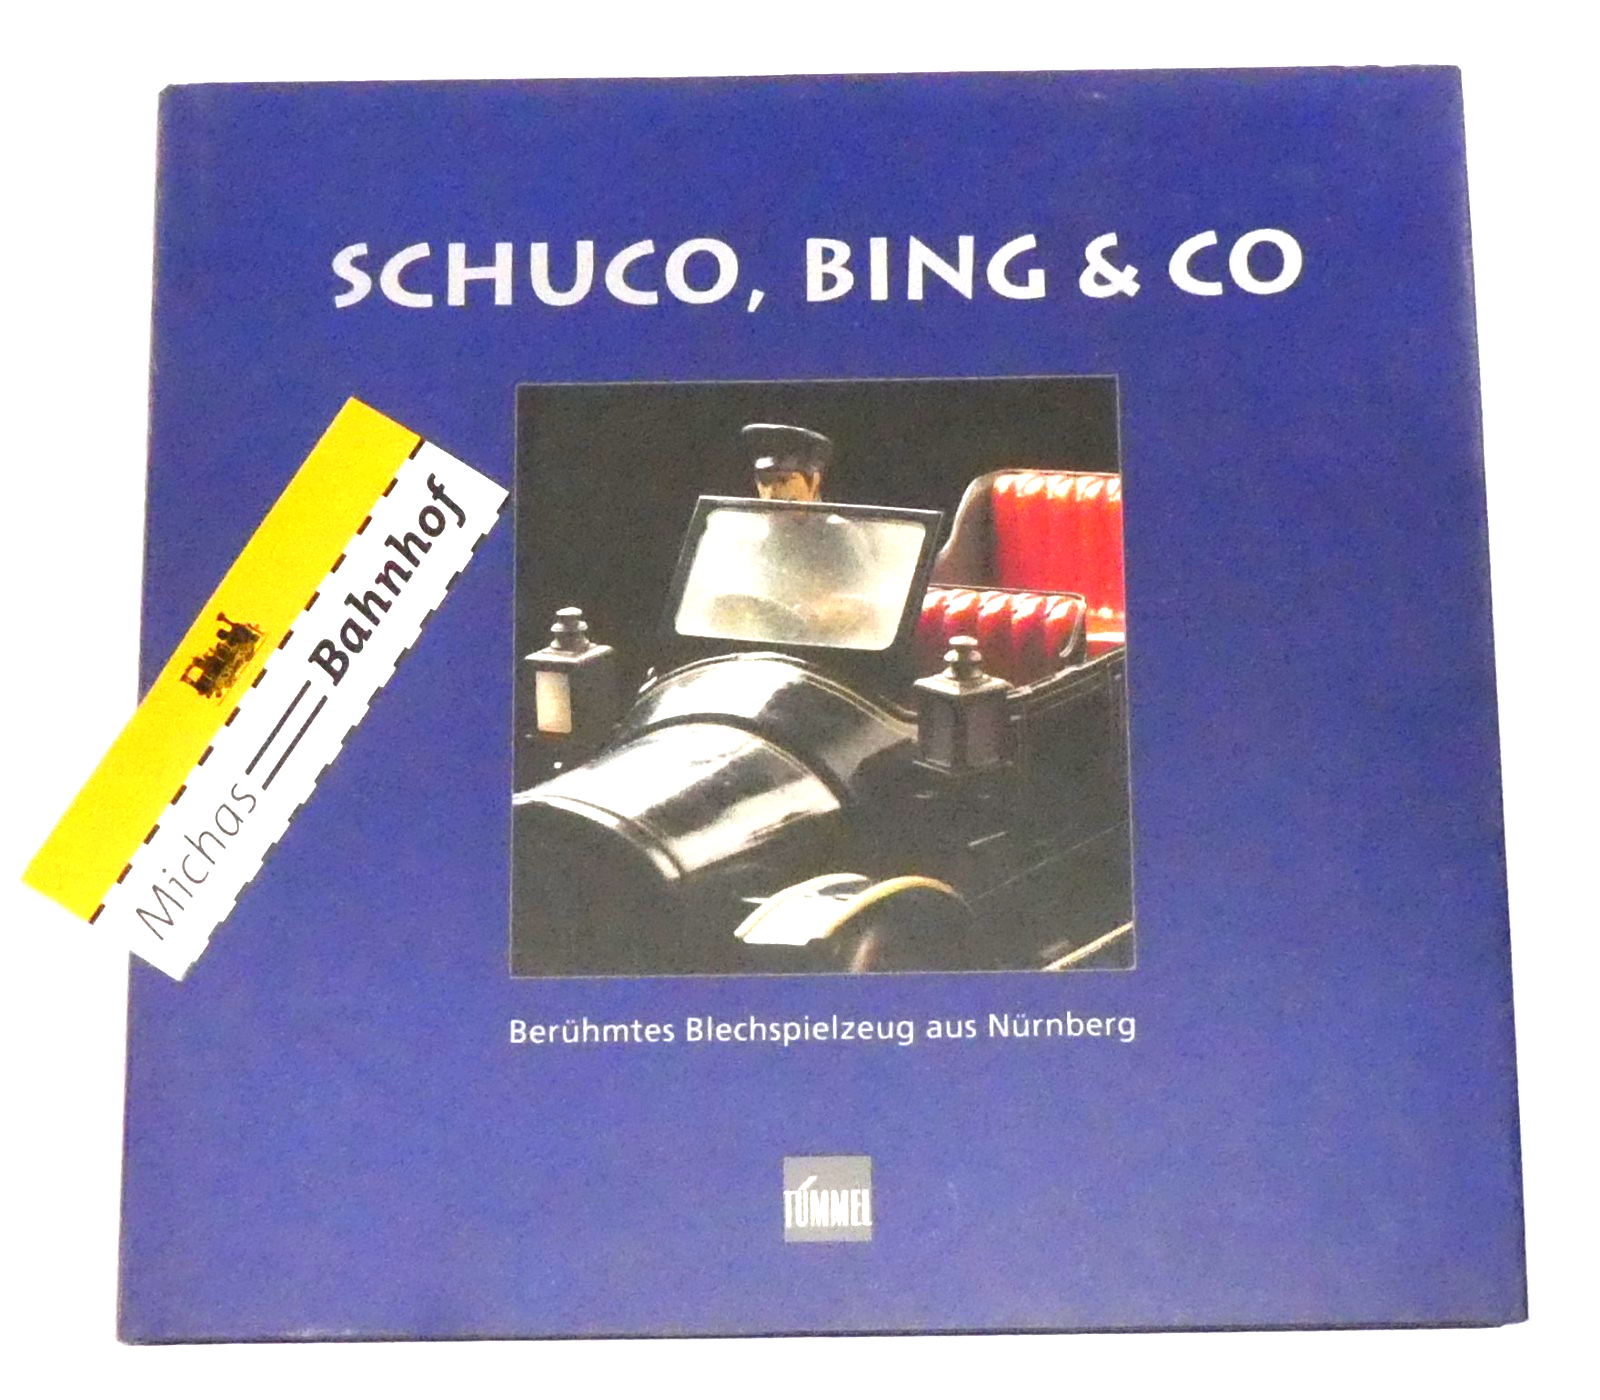 SCHUCO, BING & CO
Michas Bahnhof
Berühmtes Blechspielzeug aus Nürnberg
TÜMMEL